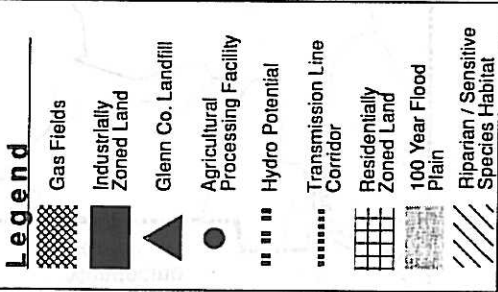 Legend
Gas Fields
Industrially
Zoned Land
Glenn Co. Landfill
Agricultural
Processing Facility
Hydro Potential
Transmission Line
Corridor
Residentially
Zoned Land
100 Year Flood
Plain
Riparian / Sensitive
Species Habitat